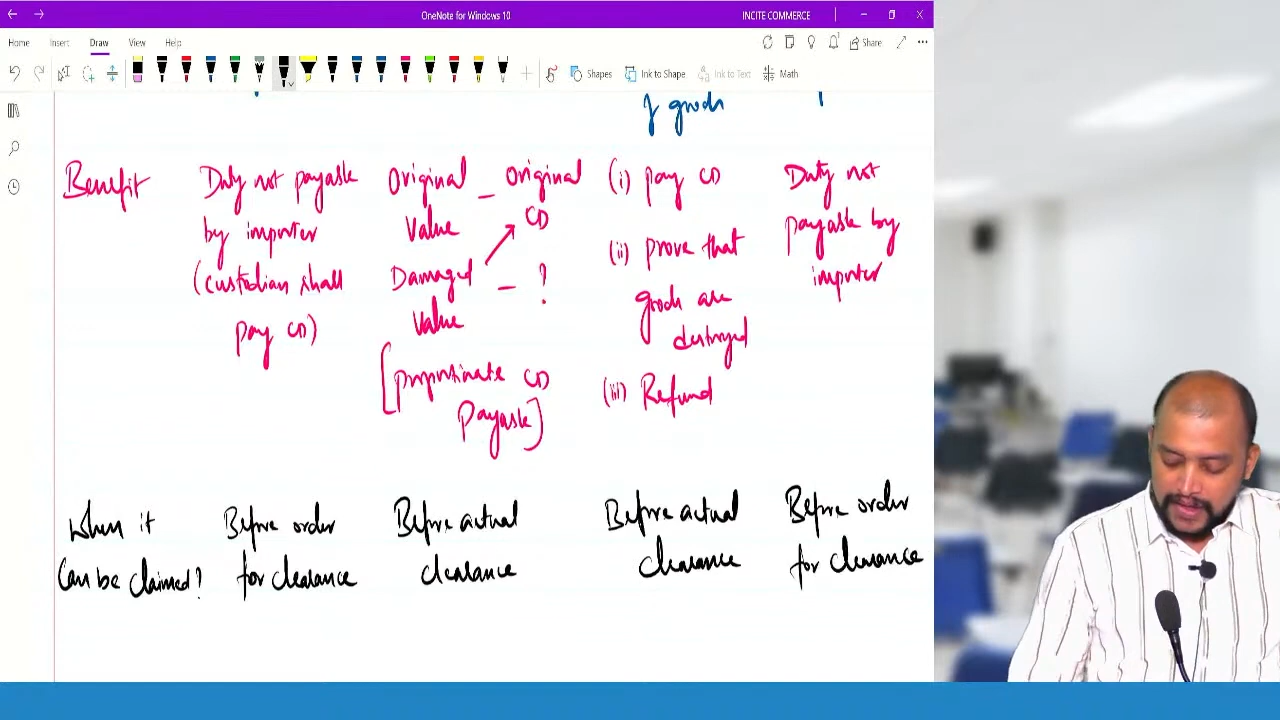 OneNote for Windows 10
INCITE COMMERCE
Home Insert Draw View Help
Share
Shapes Ink to Shape Ink to Text Math
of goods
Benefit
Duty not payable
by importer
(custodian shall
pay CD)
Original Value – Original CD
Damaged Value – ?
[proportinate CD
Payable]
(i) pay CD
(ii) prove that
goods are
destroyed
(iii) Refund
Duty not
payable by
importer
When it
Can be claimed?
Before order
for clearance
Before actual
clearance
Before actual
clearance
Before order
for clearance